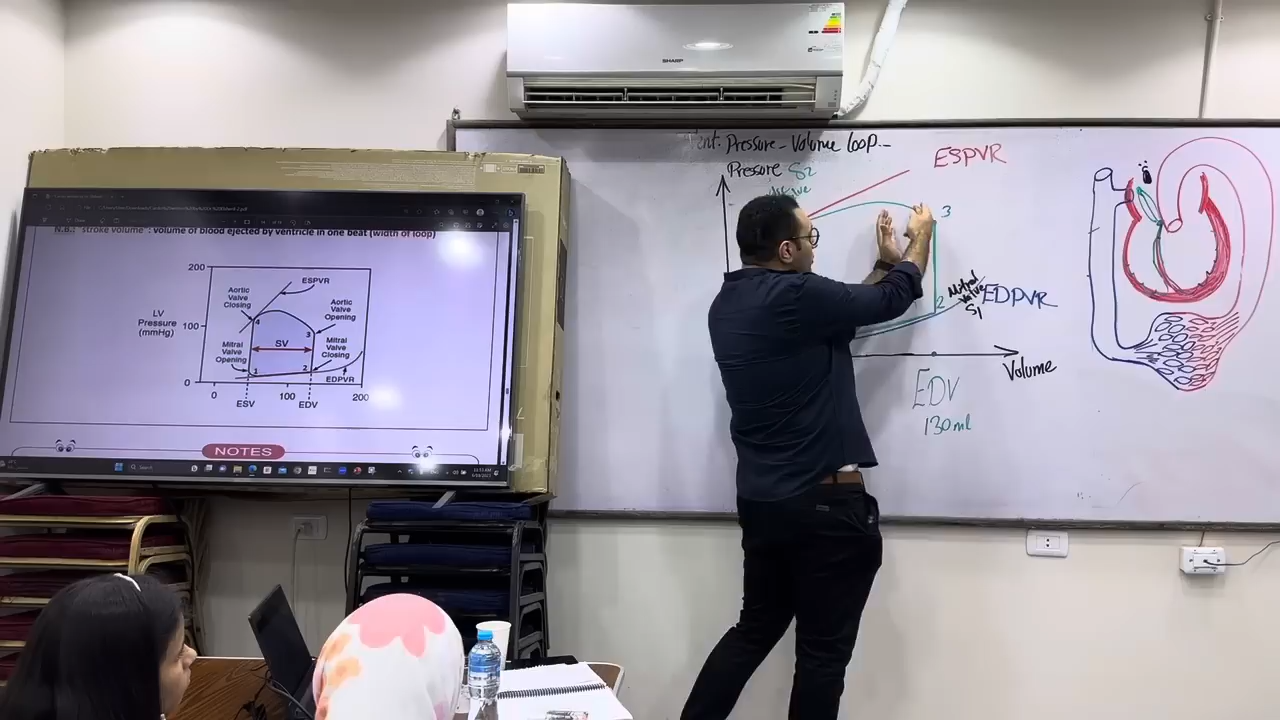 SHARP
Pressure - Volume loop
ESPVR
Pressure S2
3
2
Mitral
Valve
S1
EDPVR
Volume
EDV
130 ml
N.B.: "stroke volume": volume of blood ejected by ventricle in one beat (width of loop)
200
100
0
LV
Pressure
(mmHg)
ESPVR
Aortic
Valve
Closing
4
Aortic
Valve
Opening
3
SV
Mitral
Valve
Opening
1
Mitral
Valve
Closing
2
EDPVR
0
100
200
ESV
EDV
NOTES
Search